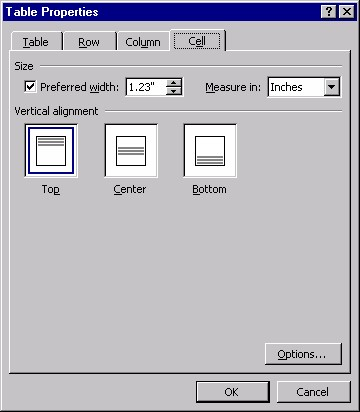 Table Properties
Table Row Column Cell
Size
Preferred width: 1.23" Measure in: Inches
Vertical alignment
Top Center Bottom
Options...
OK Cancel